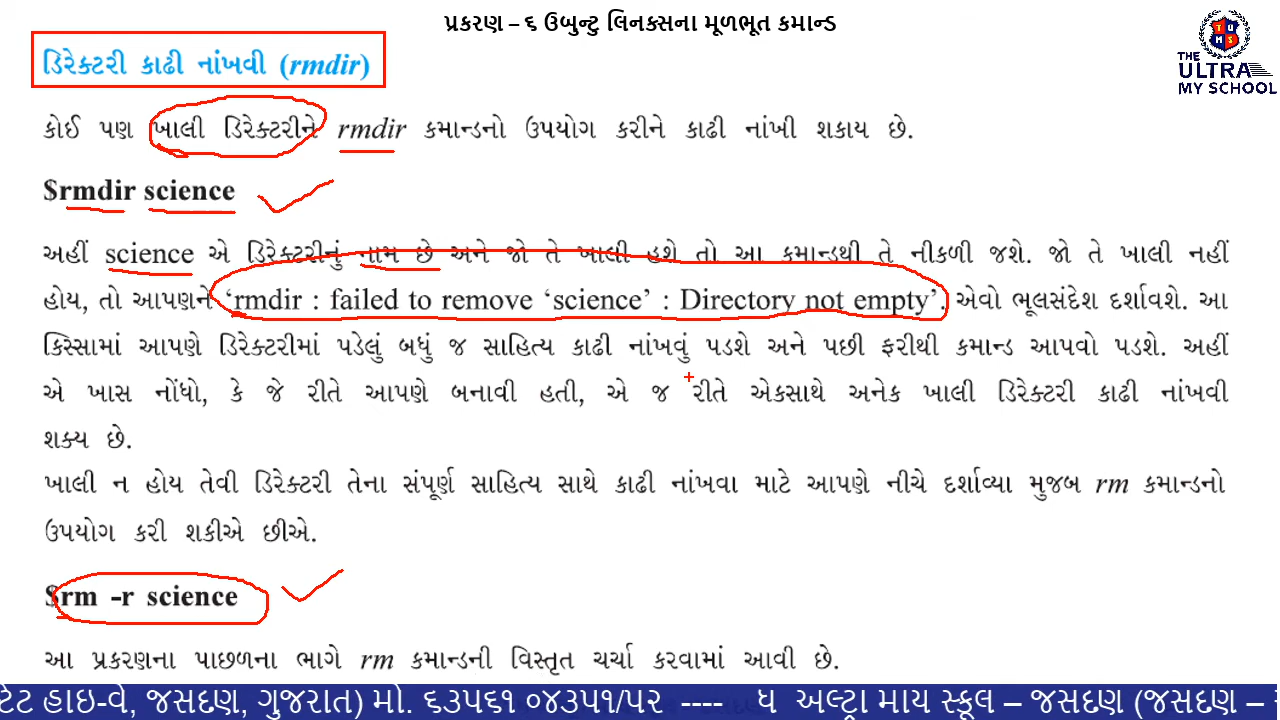 પ્રકરણ – ૬ ઉબુન્ટુ લિનક્સના મૂળભૂત કમાન્ડ
THE
ULTRA
MY SCHOOL
TUMS
ડિરેક્ટરી કાઢી નાંખવી (rmdir)
કોઈ પણ ખાલી ડિરેક્ટરીને rmdir કમાન્ડનો ઉપયોગ કરીને કાઢી નાંખી શકાય છે.
$rmdir science
અહીં science એ ડિરેક્ટરીનું નામ છે અને જો તે ખાલી હશે તો આ કમાન્ડથી તે નીકળી જશે. જો તે ખાલી નહીં
હોય, તો આપણને ‘rmdir : failed to remove ‘science’ : Directory not empty’. એવો ભૂલસંદેશ દર્શાવશે. આ
કિસ્સામાં આપણે ડિરેક્ટરીમાં પડેલું બધું જ સાહિત્ય કાઢી નાંખવું પડશે અને પછી ફરીથી કમાન્ડ આપવો પડશે. અહીં
એ ખાસ નોંધો, કે જે રીતે આપણે બનાવી હતી, એ જ રીતે એકસાથે અનેક ખાલી ડિરેક્ટરી કાઢી નાંખવી
શક્ય છે.
ખાલી ન હોય તેવી ડિરેક્ટરી તેના સંપૂર્ણ સાહિત્ય સાથે કાઢી નાંખવા માટે આપણે નીચે દર્શાવ્યા મુજબ rm કમાન્ડનો
ઉપયોગ કરી શકીએ છીએ.
$rm -r science
આ પ્રકરણના પાછળના ભાગે rm કમાન્ડની વિસ્તૃત ચર્ચા કરવામાં આવી છે.
સ્ટેટ હાઇ-વે, જસદણ, ગુજરાત) મો. ૬૩૫૬૧ ૦૪૩૫૧/૫૨ ---- ધ અલ્ટ્રા માય સ્કૂલ – જસદણ (જસદણ –